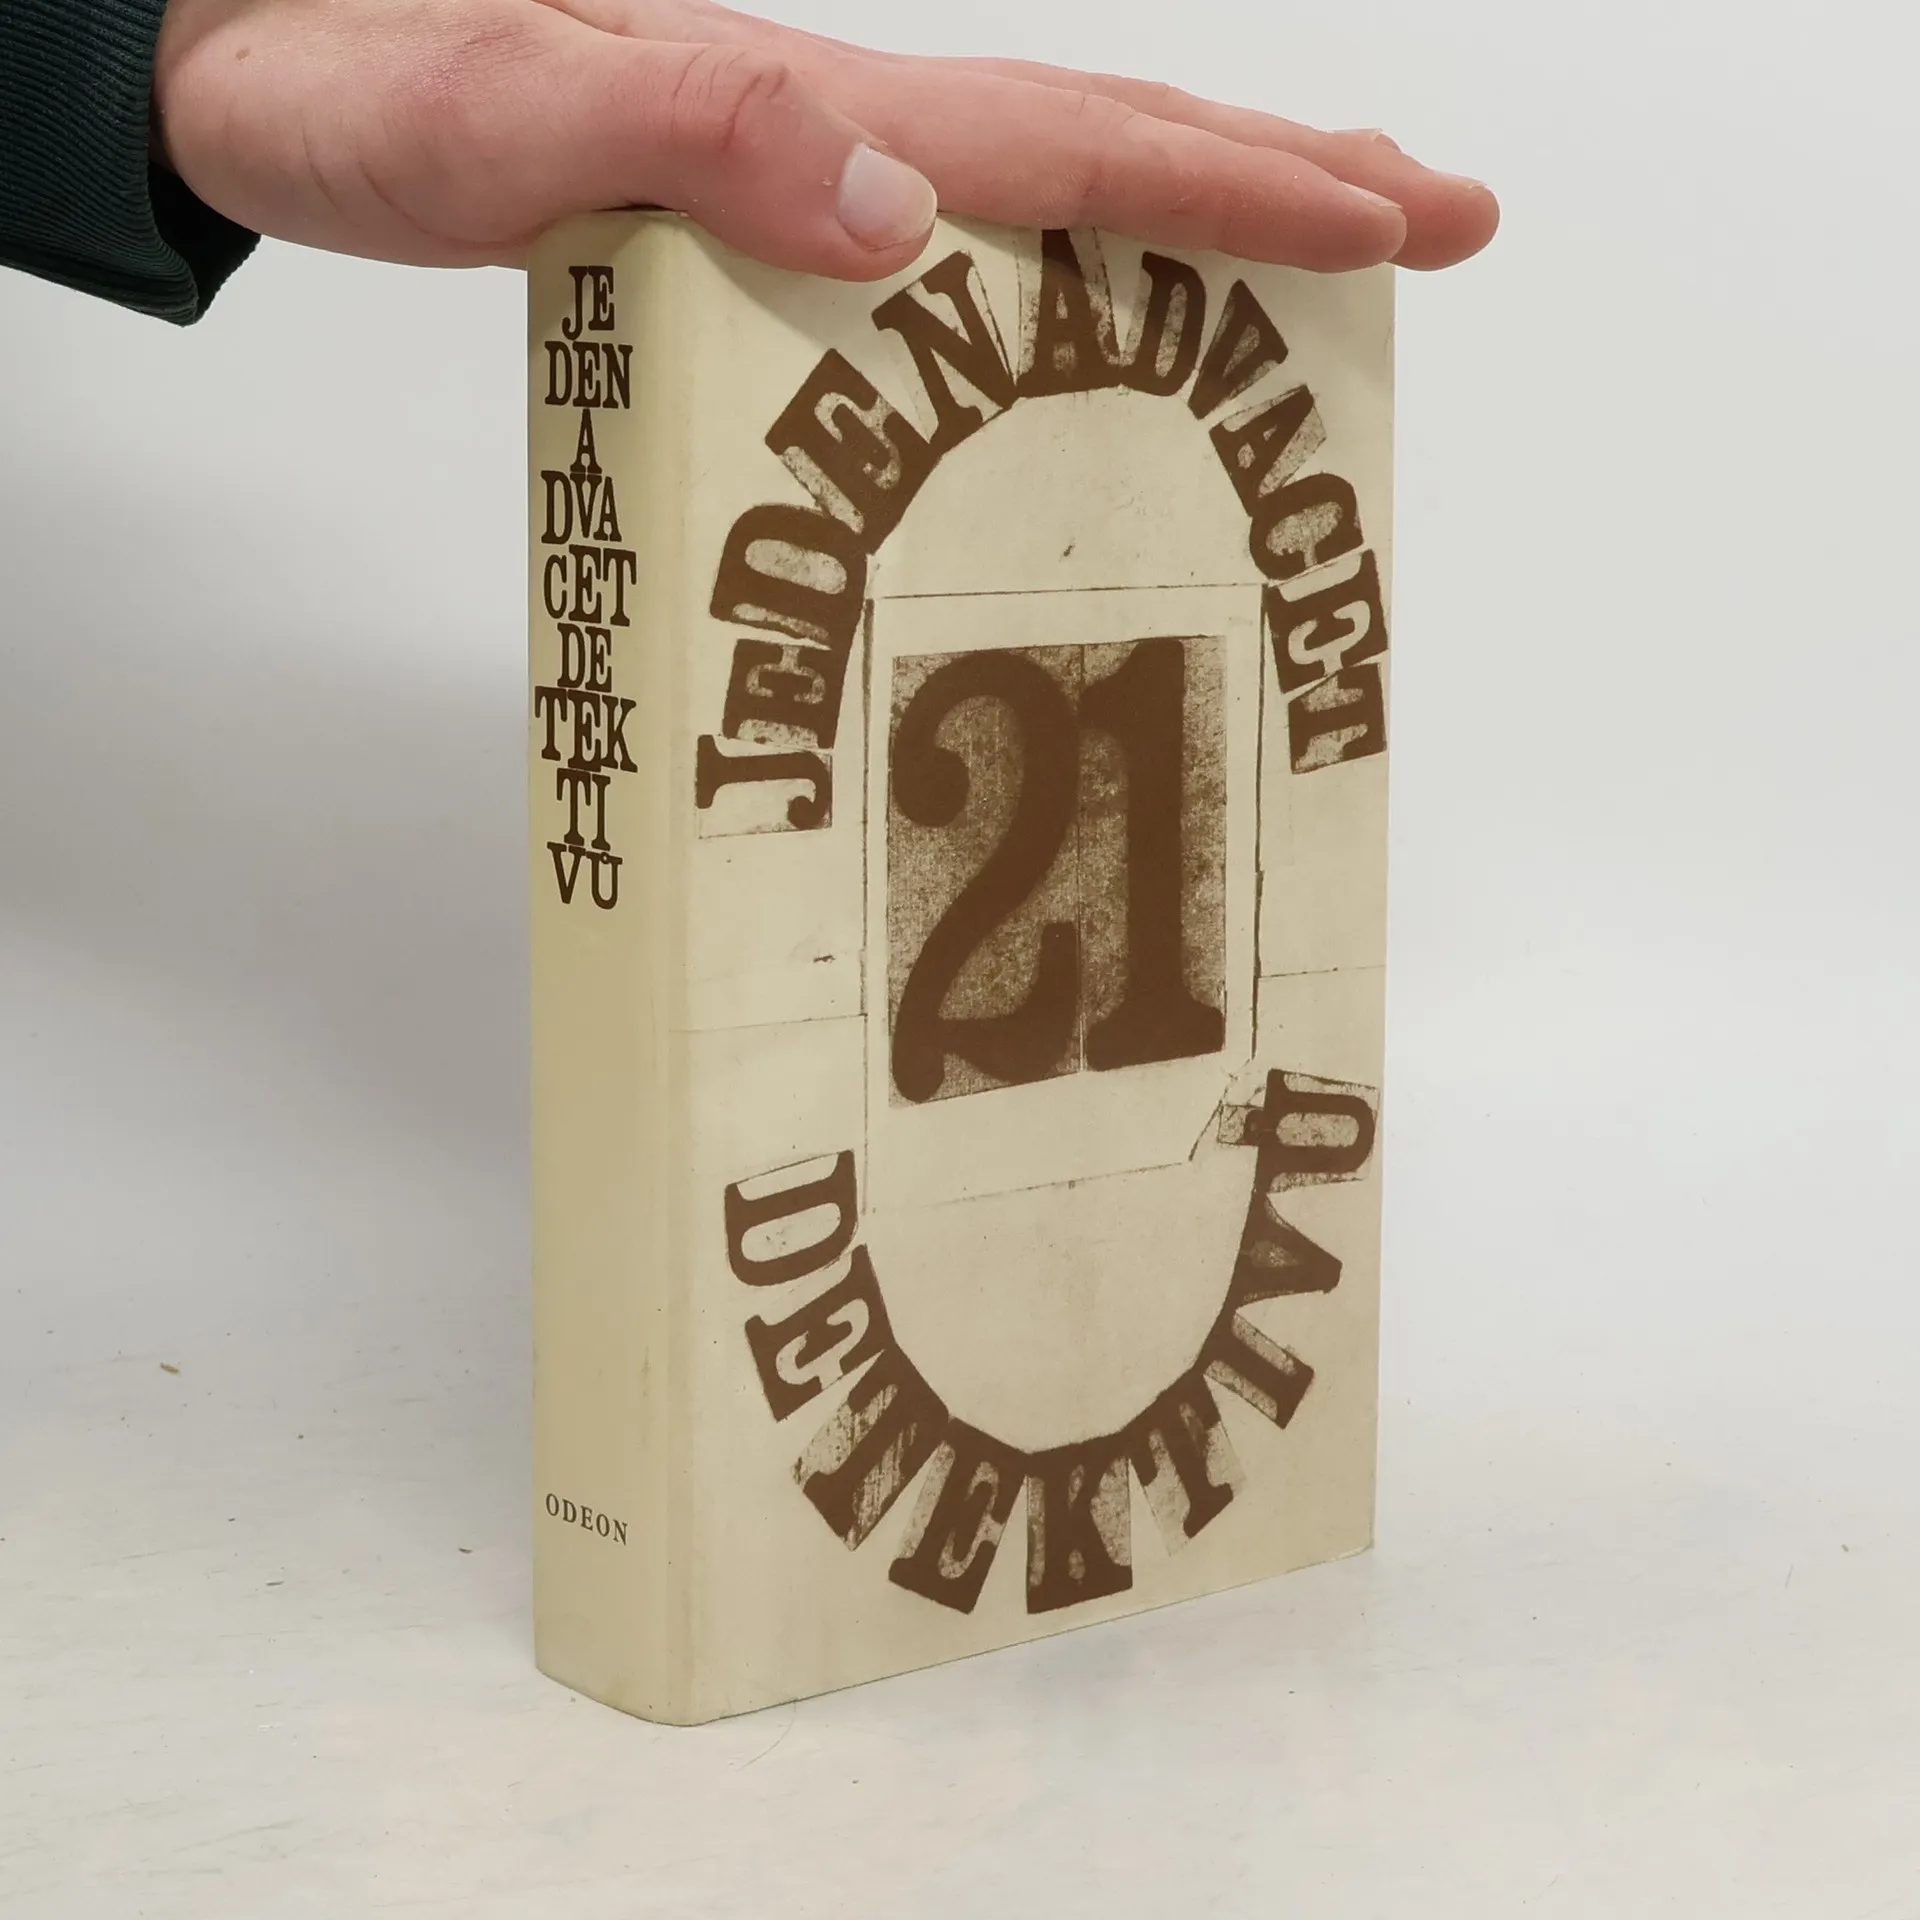 JE
DEN
A
DVA
CET
DE
TEK
TI
VŮ
ODEON
JEDENADVACET
21
DETEKTIVŮ